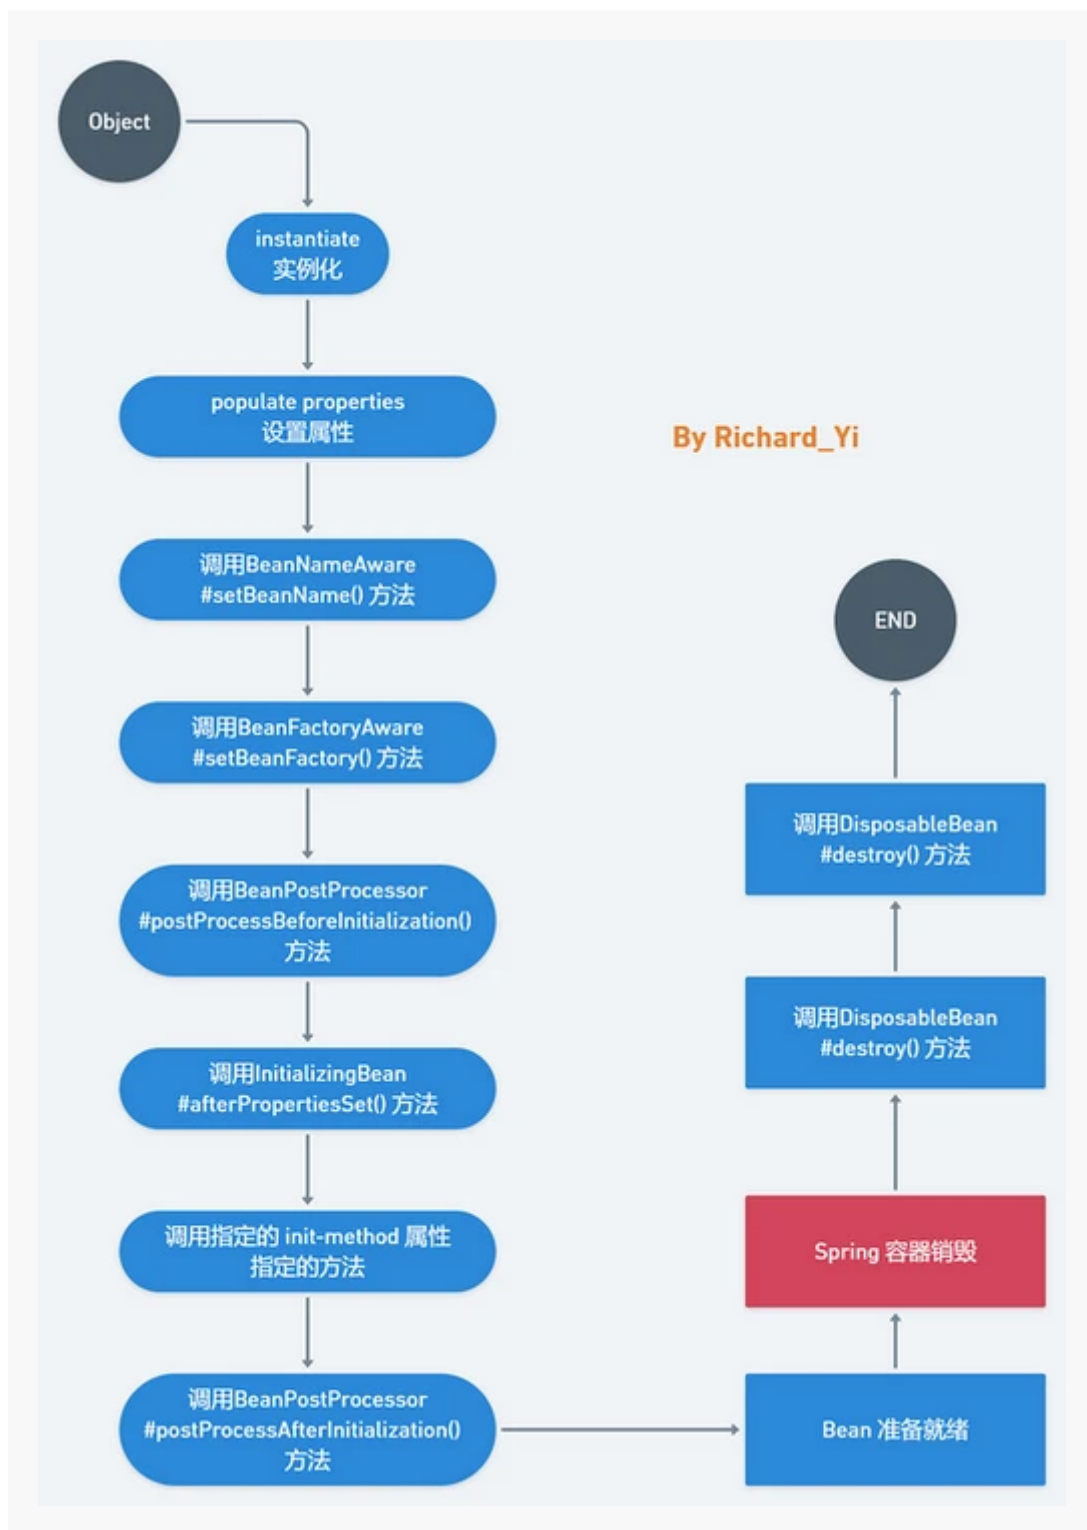 Object
instantiate
实例化
populate properties
设置属性
By Richard_Yi
调用BeanNameAware
#setBeanName() 方法
调用BeanFactoryAware
#setBeanFactory() 方法
调用BeanPostProcessor
#postProcessBeforeInitialization()
方法
调用InitializingBean
#afterPropertiesSet() 方法
调用指定的 init-method 属性
指定的方法
调用BeanPostProcessor
#postProcessAfterInitialization()
方法
Bean 准备就绪
Spring 容器销毁
调用DisposableBean
#destroy() 方法
调用DisposableBean
#destroy() 方法
END